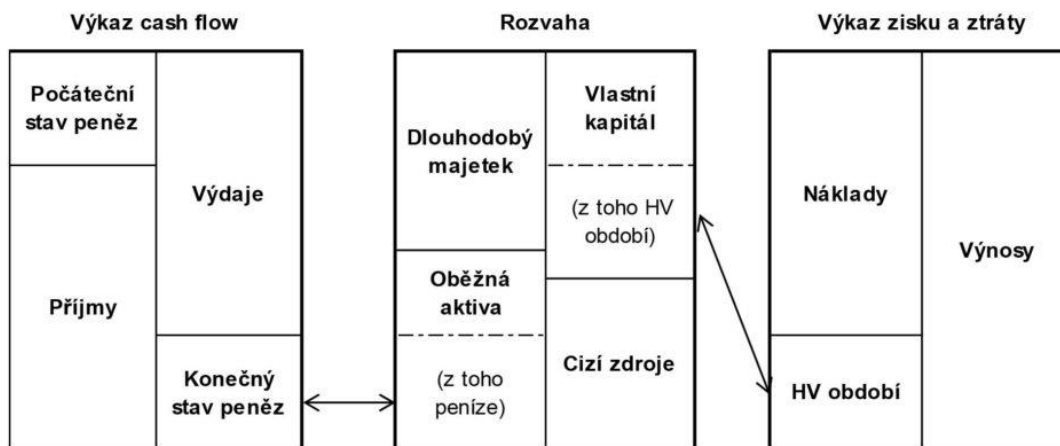 Výkaz cash flow
Počáteční
stav peněz
Příjmy
Výdaje
Konečný
stav peněz
Rozvaha
Dlouhodobý
majetek
Oběžná
aktiva
(z toho
peníze)
Vlastní
kapitál
(z toho HV
období)
Cizí zdroje
Výkaz zisku a ztráty
Náklady
HV období
Výnosy